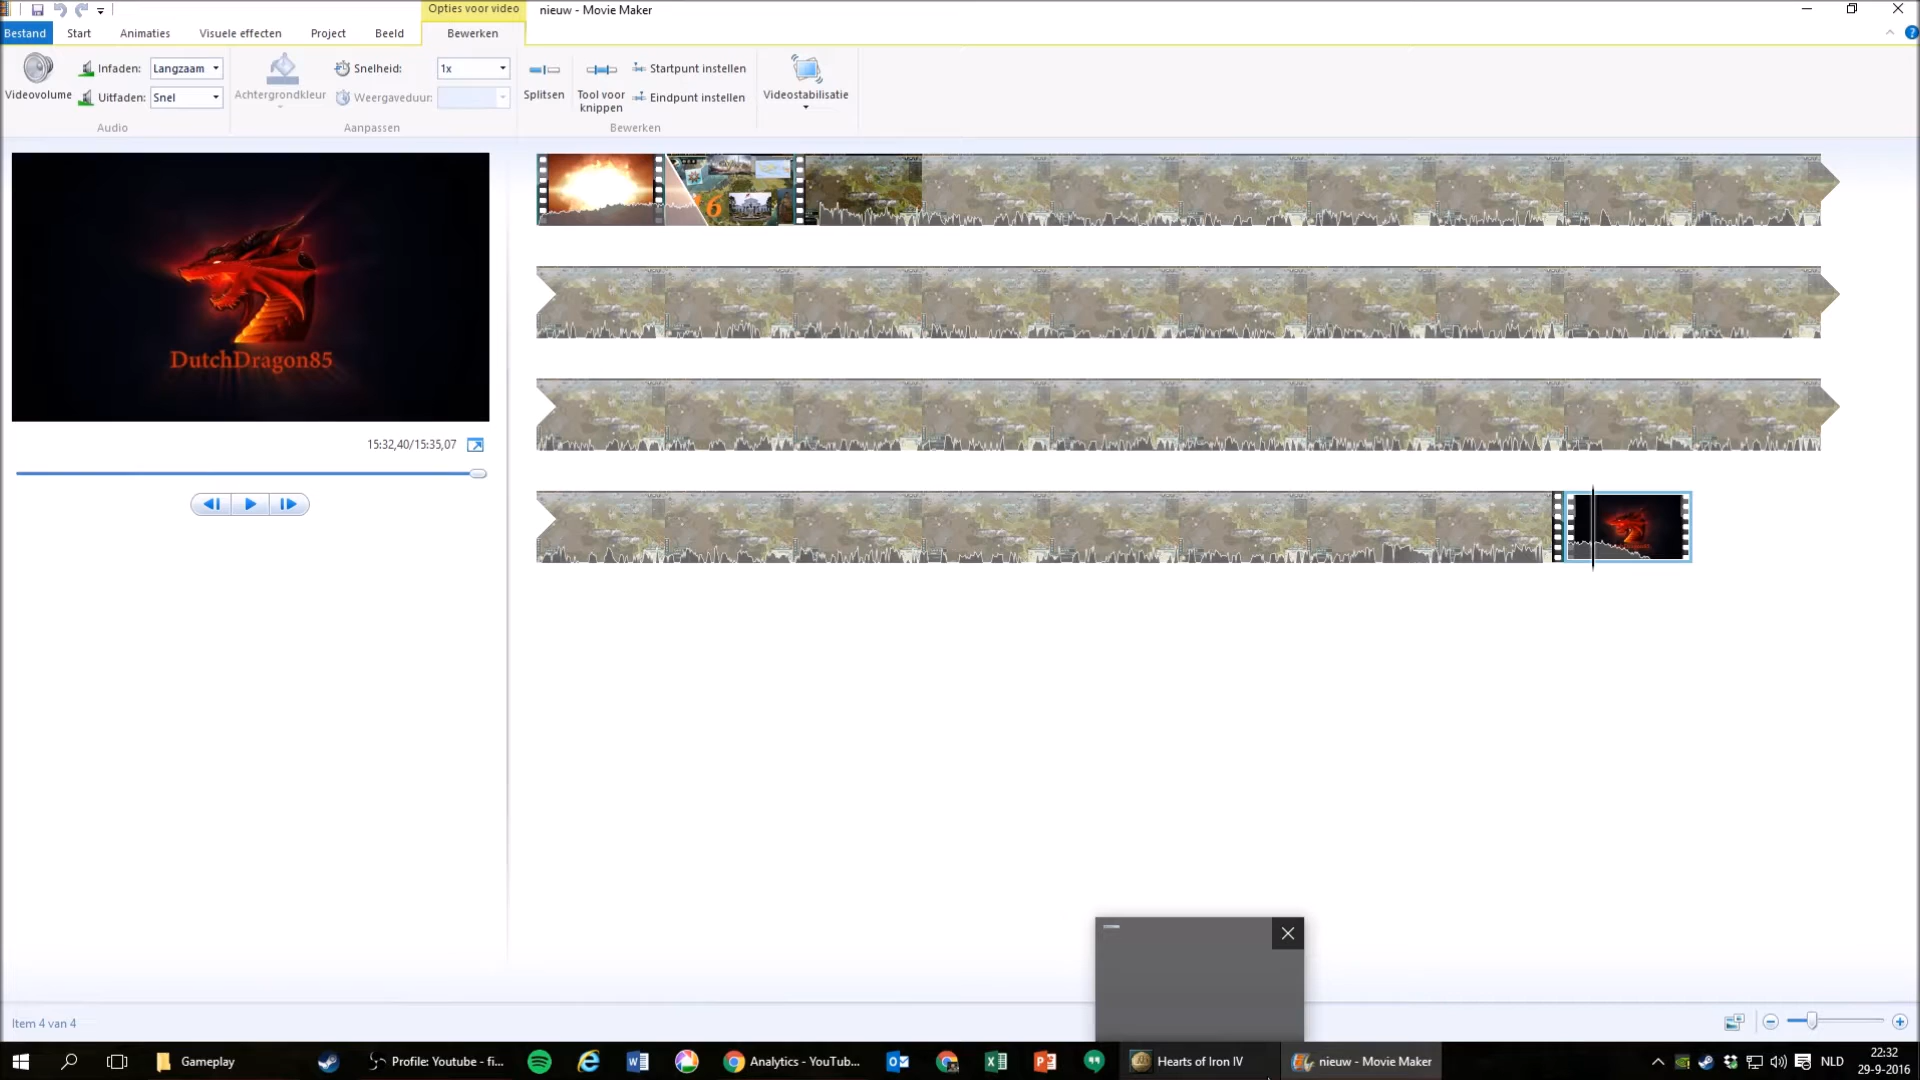 Opties voor video
nieuw - Movie Maker
Bestand
Start
Animaties
Visuele effecten
Project
Beeld
Bewerken
Videovolume
Infaden:
Langzaam
Uitfaden:
Snel
Audio
Achtergrondkleur
Snelheid:
1x
Weergaveduur:
Aanpassen
Splitsen
Tool voor
knippen
Startpunt instellen
Eindpunt instellen
Bewerken
Videostabilisatie
DutchDragon85
6
15:32,40/15:35,07
Item 4 van 4
Gameplay
Profile: Youtube - fi...
Analytics - YouTub...
Hearts of Iron IV
nieuw - Movie Maker
NLD
22:32
29-9-2016